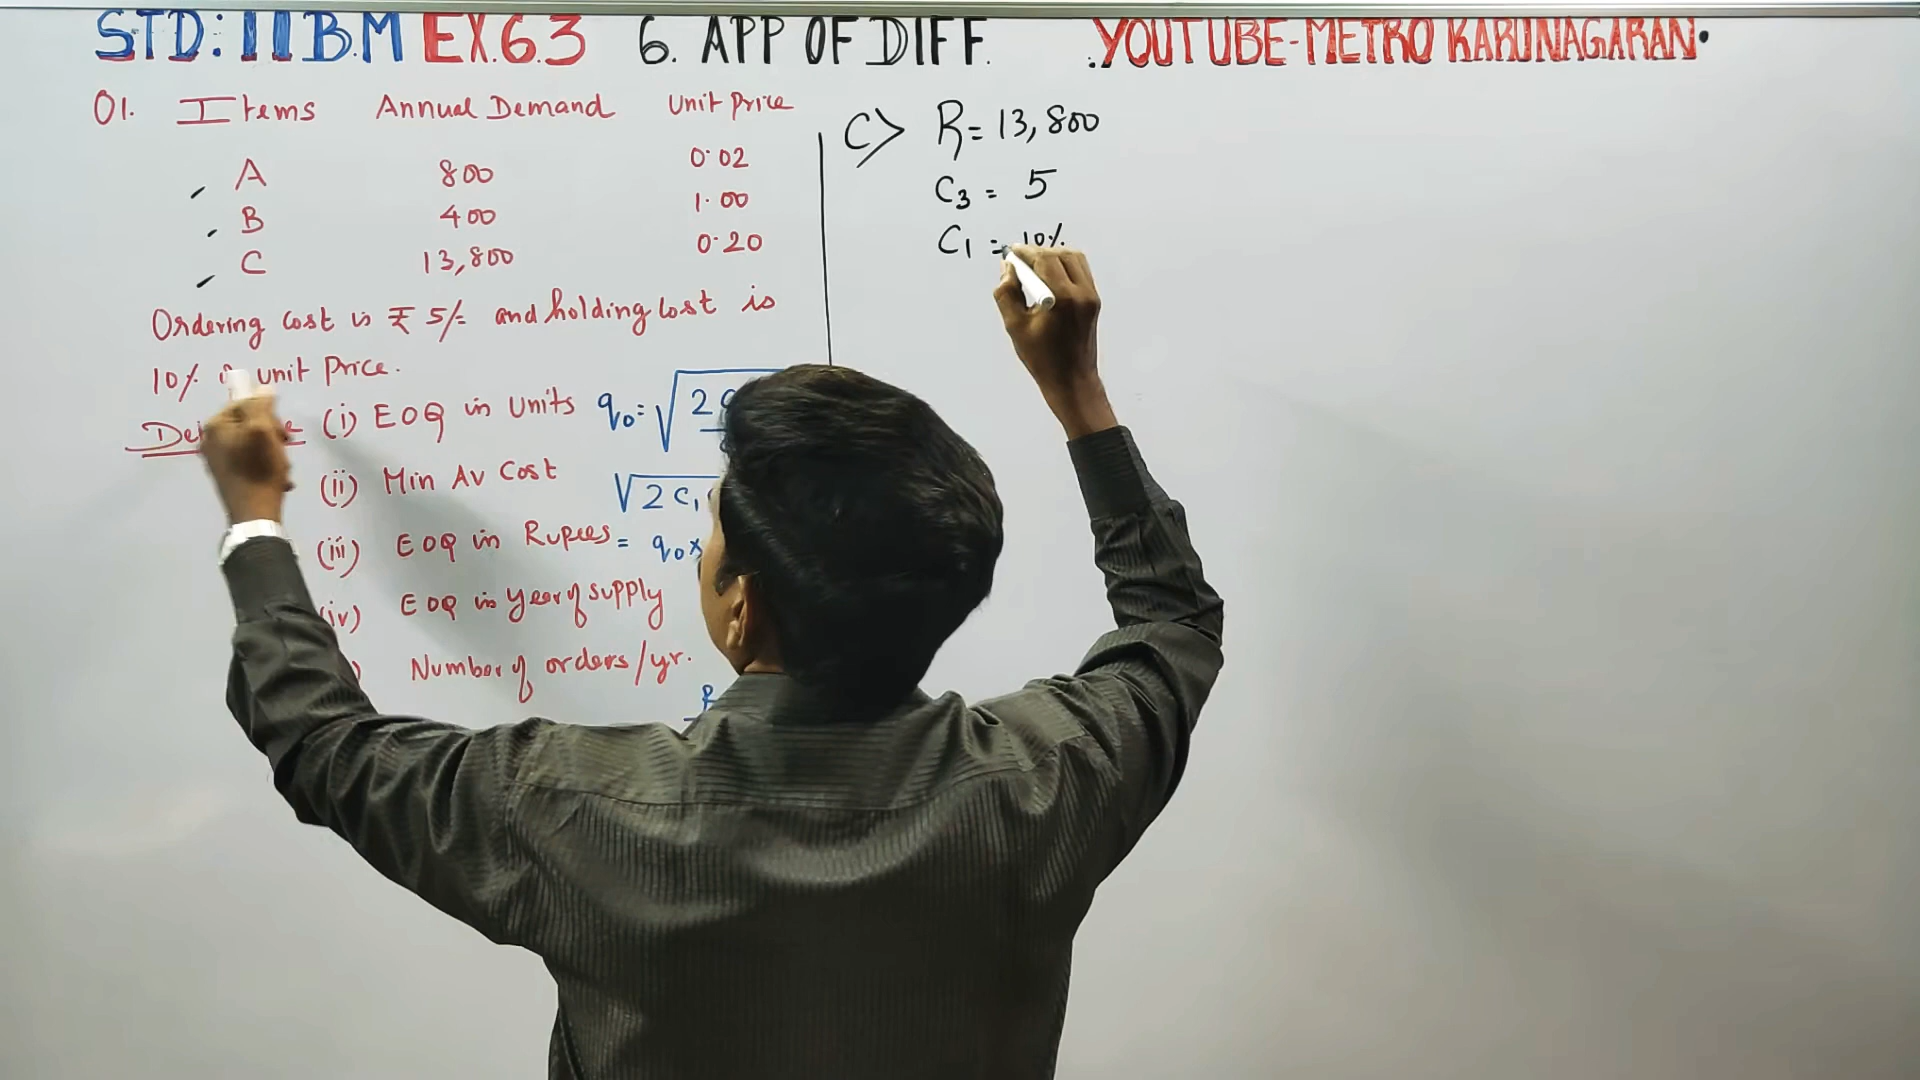 STD: 11 B.M EX.6.3 6. APP OF DIFF. YOUTUBE-METRO KARUNAGARAN.
01. Items Annual Demand Unit Price
A 800 0.02
B 400 1.00
C 13,800 0.20
Ordering Cost is ₹ 5/= and holding Cost is
10% unit Price.
(i) EOQ in Units q₀ = √2
(ii) Min Av Cost √2C₁
(iii) EOQ in Rupees = q₀ ×
(iv) EOQ in year of supply
Number of orders/yr.
R
C> R = 13,800
C₃ = 5
C₁ = 10%